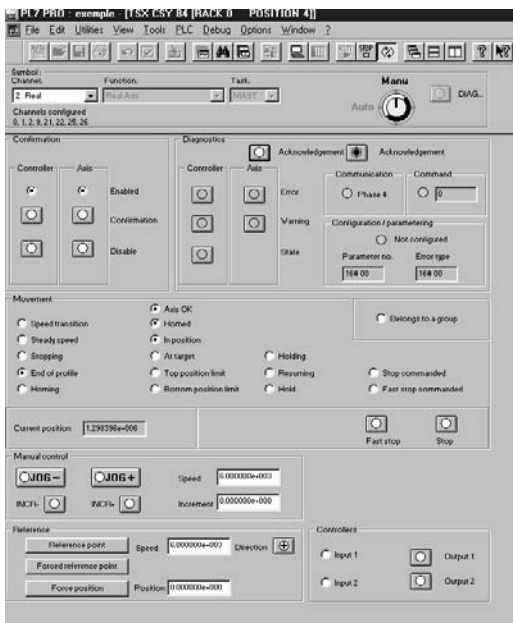 PL7 PRO : exemple - [TSX CSY 84 [RACK 0 POSITION 4]]
File Edit Utilities View Tools PLC Debug Options Window ?
Symbol:
Channel: Function: Task: Manu
2 Real Real Axis MAST Auto DIAG...
Channels configured
0, 1, 2, 9, 21, 22, 25, 26
Confirmation Diagnostics
Acknowledgement Acknowledgement
Controller Axis Controller Axis Communication Command
Enabled Error Phase 4 0
Confirmation Warning Configuration / parametering
Not configured
Disable State Parameter no. Error type
16# 00 16# 00
Movement
Axis OK
Speed transition Homed Belongs to a group
Steady speed In position
Stopping At target Holding
End of profile Top position limit Resuming Stop commanded
Homing Bottom position limit Hold Fast stop commanded
Current position 1.298398e+006
Fast stop Stop
Manual control
JOG- JOG+ Speed 6.000000e+003
INCR- INCR- Increment 0.000000e+000
Reference Controllers
Reference point Speed 6.000000e+003 Direction Input 1 Output 1
Forced reference point
Force position Position 0.000000e+000 Input 2 Output 2